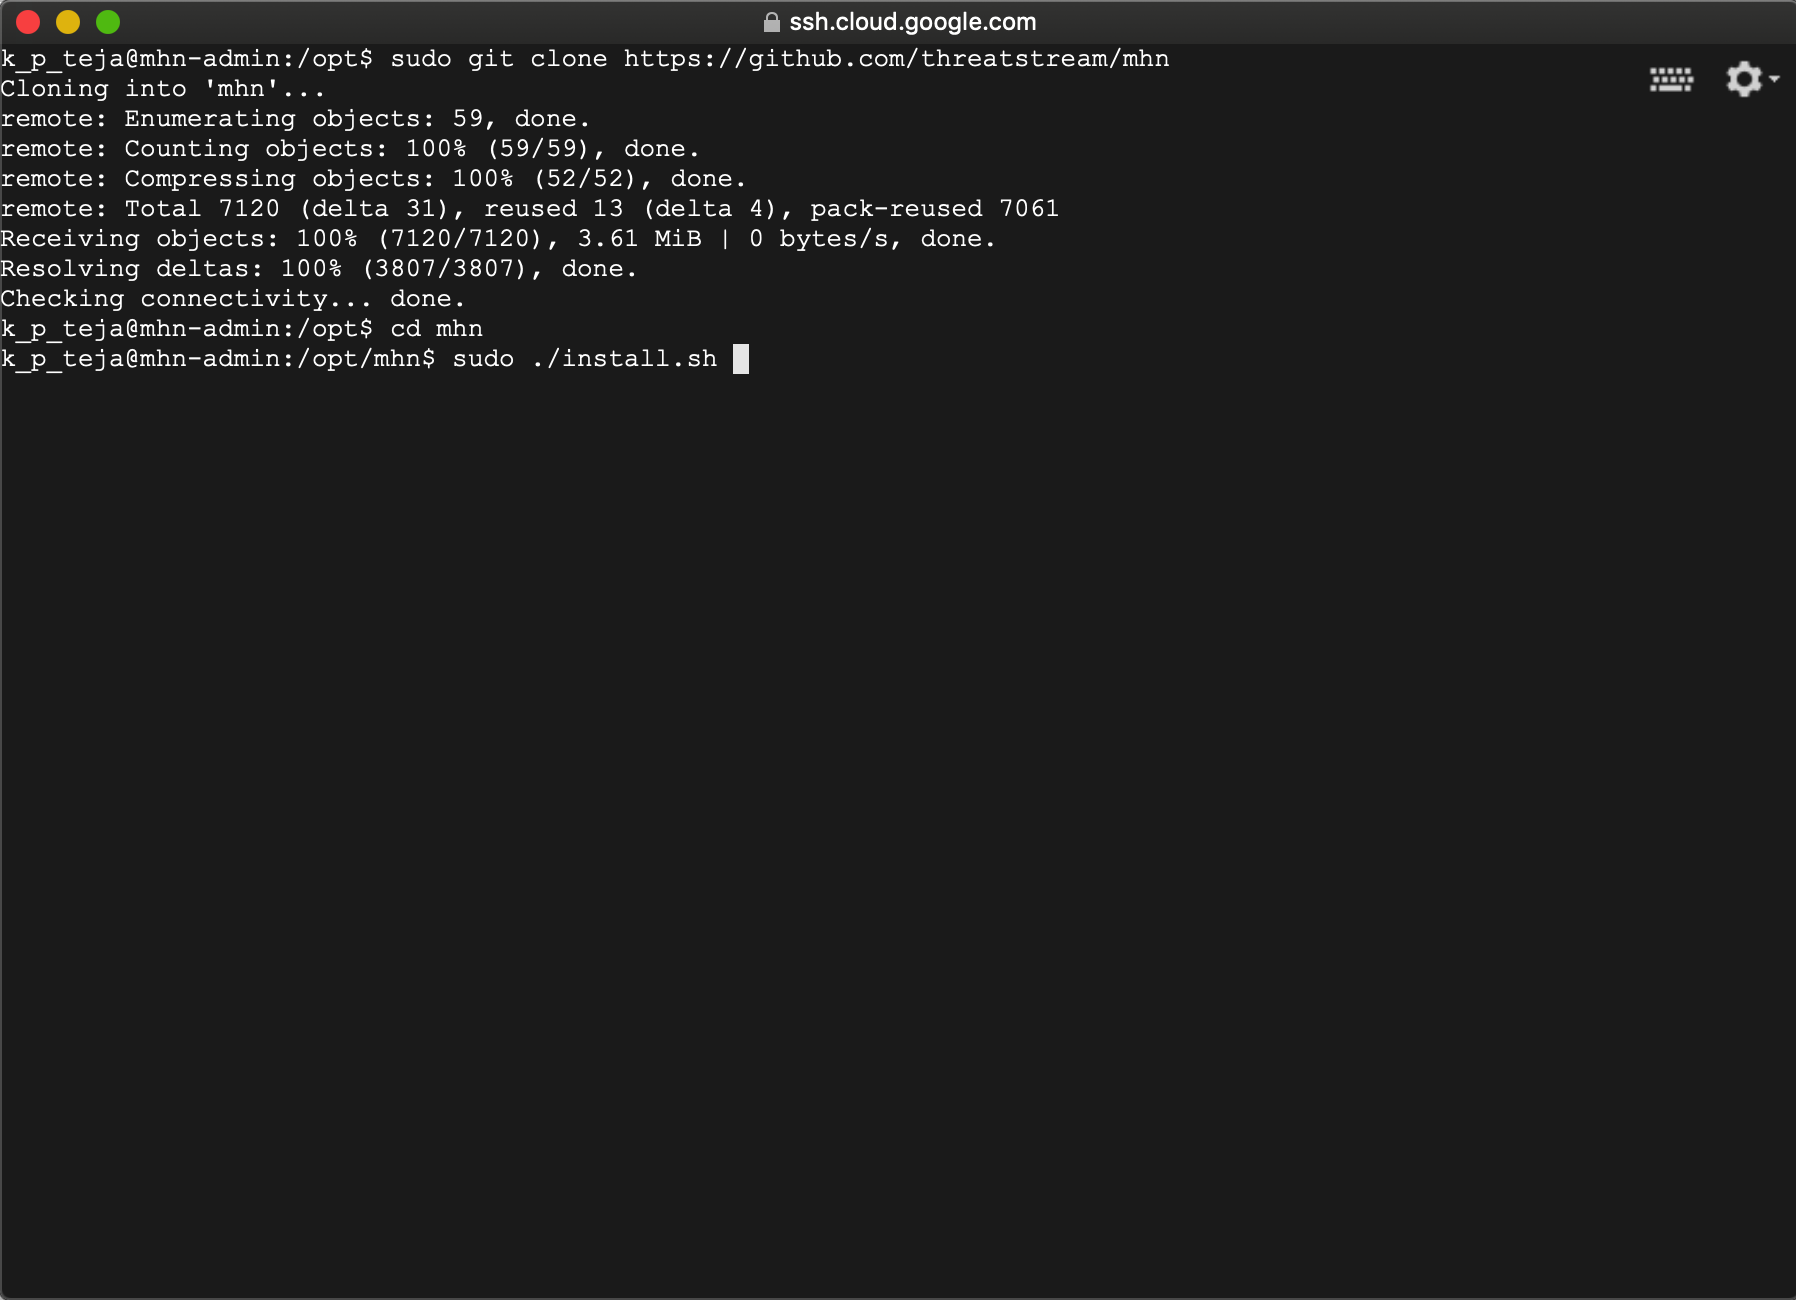 ssh.cloud.google.com
k_p_teja@mhn-admin:/opt$ sudo git clone https://github.com/threatstream/mhn
Cloning into 'mhn'...
remote: Enumerating objects: 59, done.
remote: Counting objects: 100% (59/59), done.
remote: Compressing objects: 100% (52/52), done.
remote: Total 7120 (delta 31), reused 13 (delta 4), pack-reused 7061
Receiving objects: 100% (7120/7120), 3.61 MiB | 0 bytes/s, done.
Resolving deltas: 100% (3807/3807), done.
Checking connectivity... done.
k_p_teja@mhn-admin:/opt$ cd mhn
k_p_teja@mhn-admin:/opt/mhn$ sudo ./install.sh